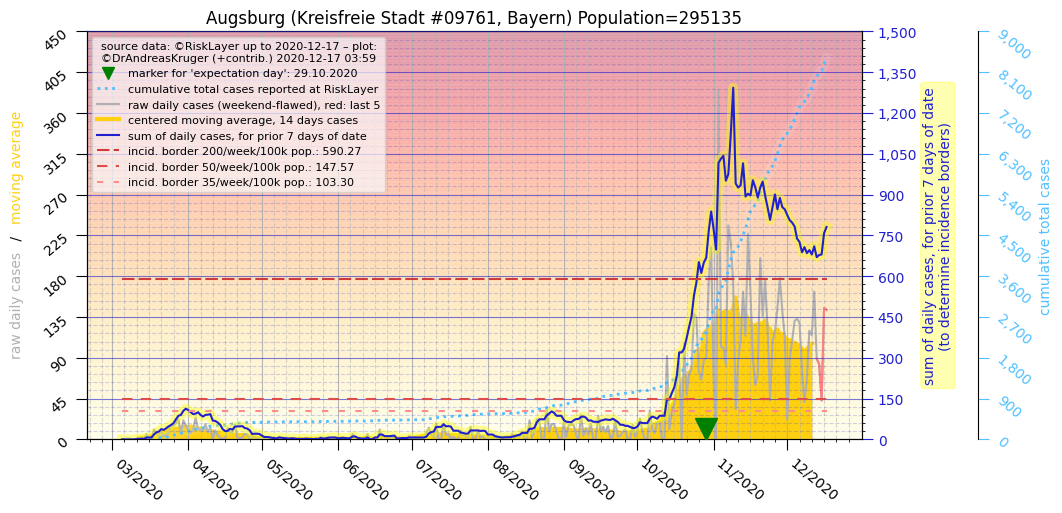 Augsburg (Kreisfreie Stadt #09761, Bayern) Population=295135
source data: ©RiskLayer up to 2020-12-17 – plot:
©DrAndreasKruger (+contrib.) 2020-12-17 03:59
marker for 'expectation day': 29.10.2020
cumulative total cases reported at RiskLayer
raw daily cases (weekend-flawed), red: last 5
centered moving average, 14 days cases
sum of daily cases, for prior 7 days of date
incid. border 200/week/100k pop.: 590.27
incid. border 50/week/100k pop.: 147.57
incid. border 35/week/100k pop.: 103.30
raw daily cases / moving average
450
405
360
315
270
225
180
135
90
45
0
03/2020
04/2020
05/2020
06/2020
07/2020
08/2020
09/2020
10/2020
11/2020
12/2020
1,500
1,350
1,200
1,050
900
750
600
450
300
150
0
sum of daily cases, for prior 7 days of date
(to determine incidence borders)
9,000
8,100
7,200
6,300
5,400
4,500
3,600
2,700
1,800
900
0
cumulative total cases